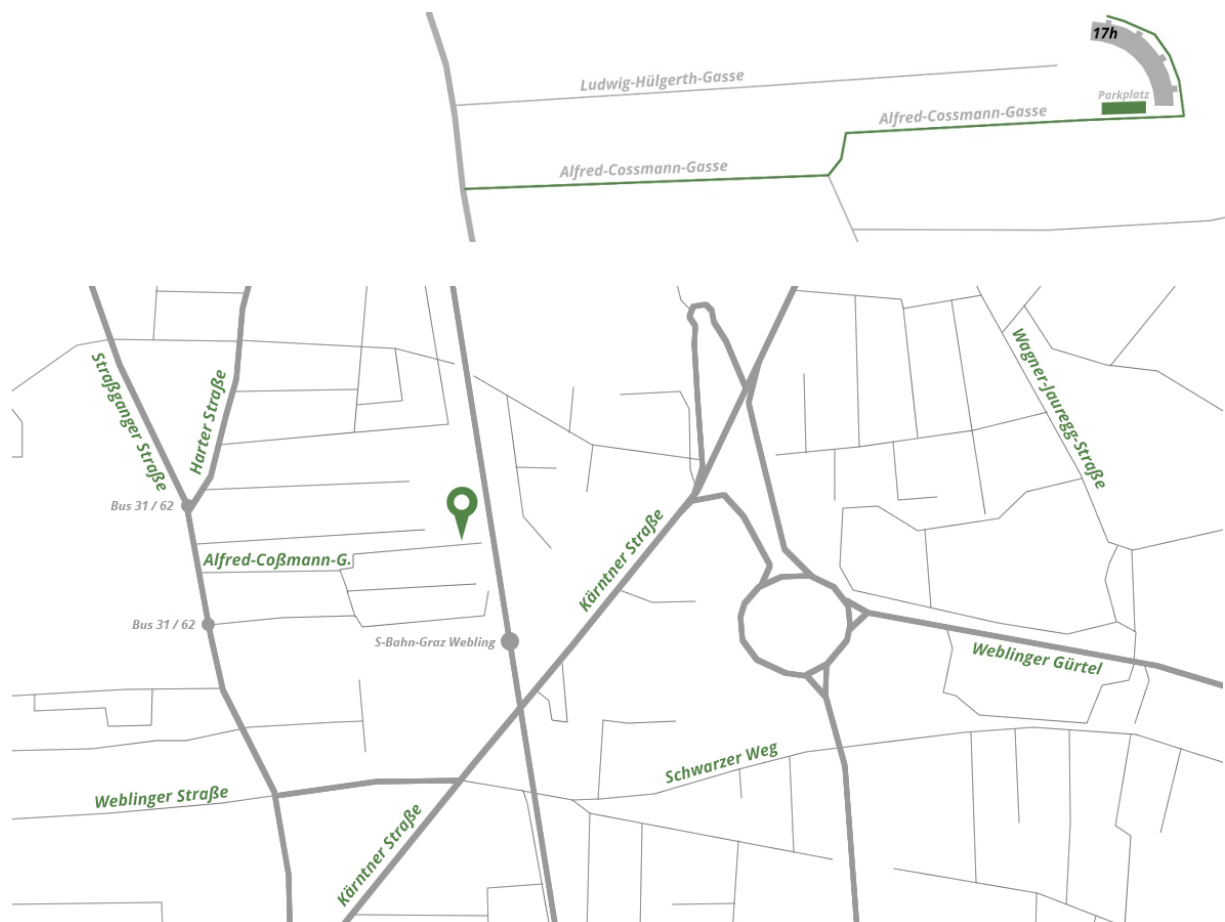 17h
Ludwig-Hülgerth-Gasse
Parkplatz
Alfred-Cossmann-Gasse
Alfred-Cossmann-Gasse
Straßganger Straße
Harter Straße
Wagner-Jauregg-Straße
Bus 31 / 62
Kärntner Straße
Alfred-Coßmann-G.
Bus 31 / 62
S-Bahn-Graz Webling
Weblinger Gürtel
Schwarzer Weg
Weblinger Straße
Kärntner Straße